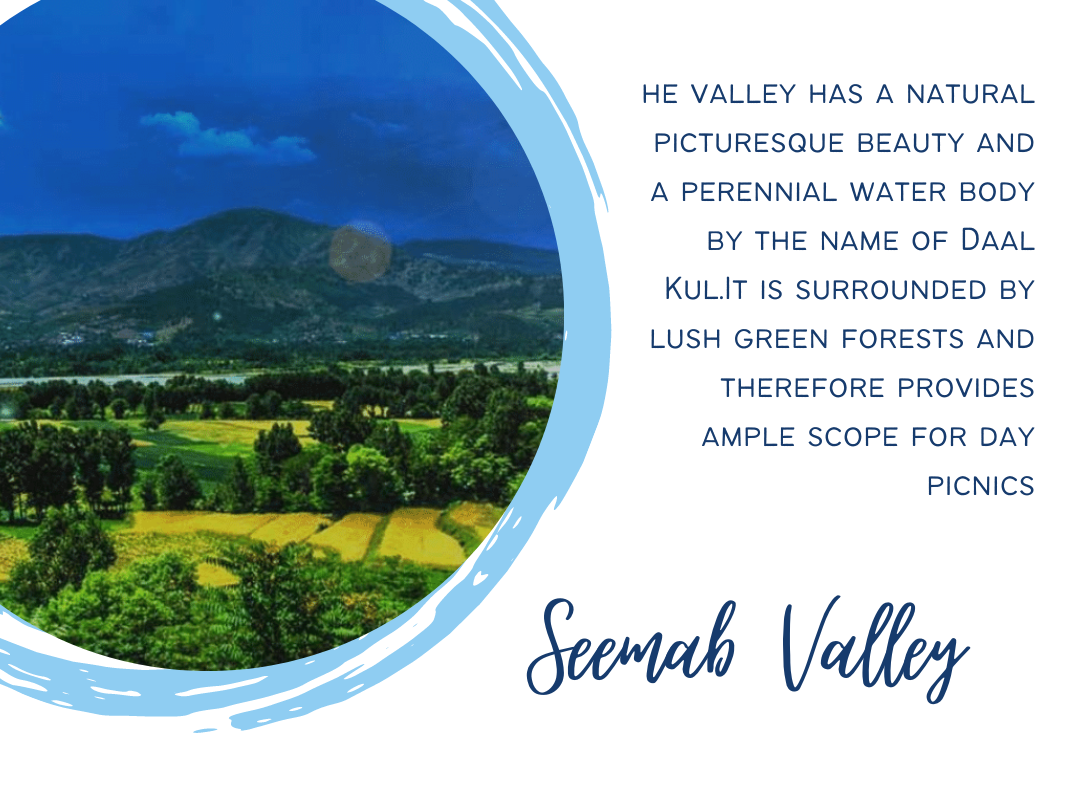 HE VALLEY HAS A NATURAL
PICTURESQUE BEAUTY AND
A PERENNIAL WATER BODY
BY THE NAME OF DAAL
KUL.IT IS SURROUNDED BY
LUSH GREEN FORESTS AND
THEREFORE PROVIDES
AMPLE SCOPE FOR DAY
PICNICS
Seemab Valley